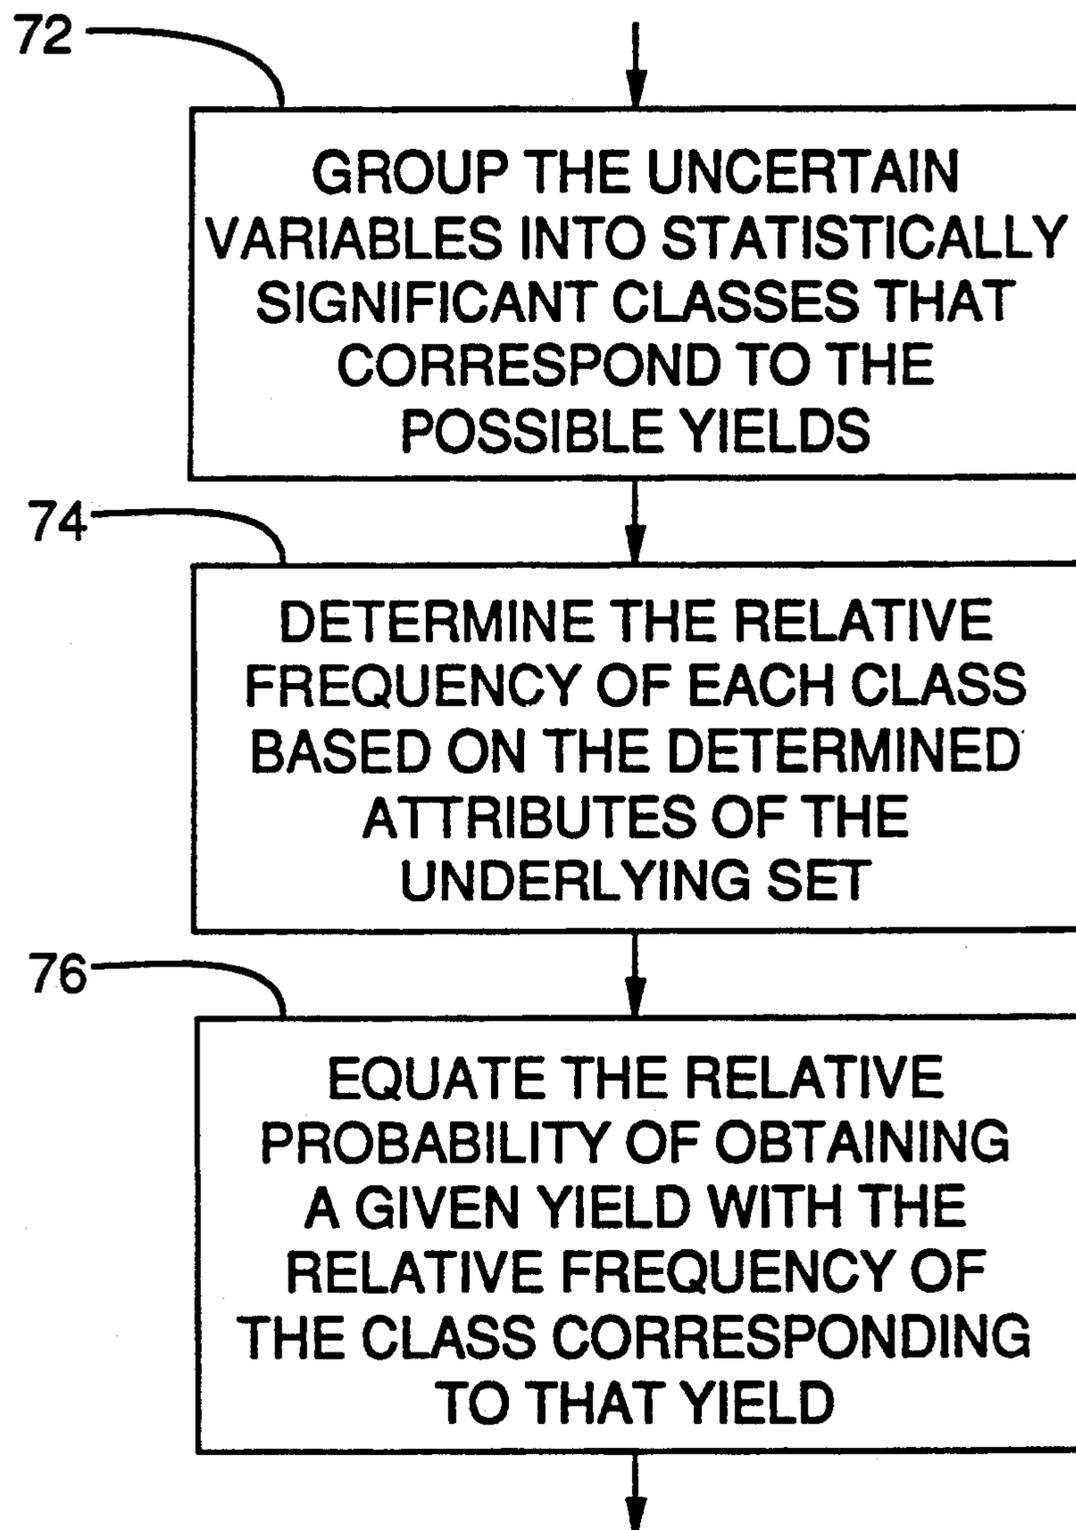 72
GROUP THE UNCERTAIN
VARIABLES INTO STATISTICALLY
SIGNIFICANT CLASSES THAT
CORRESPOND TO THE
POSSIBLE YIELDS
74
DETERMINE THE RELATIVE
FREQUENCY OF EACH CLASS
BASED ON THE DETERMINED
ATTRIBUTES OF THE
UNDERLYING SET
76
EQUATE THE RELATIVE
PROBABILITY OF OBTAINING
A GIVEN YIELD WITH THE
RELATIVE FREQUENCY OF
THE CLASS CORRESPONDING
TO THAT YIELD